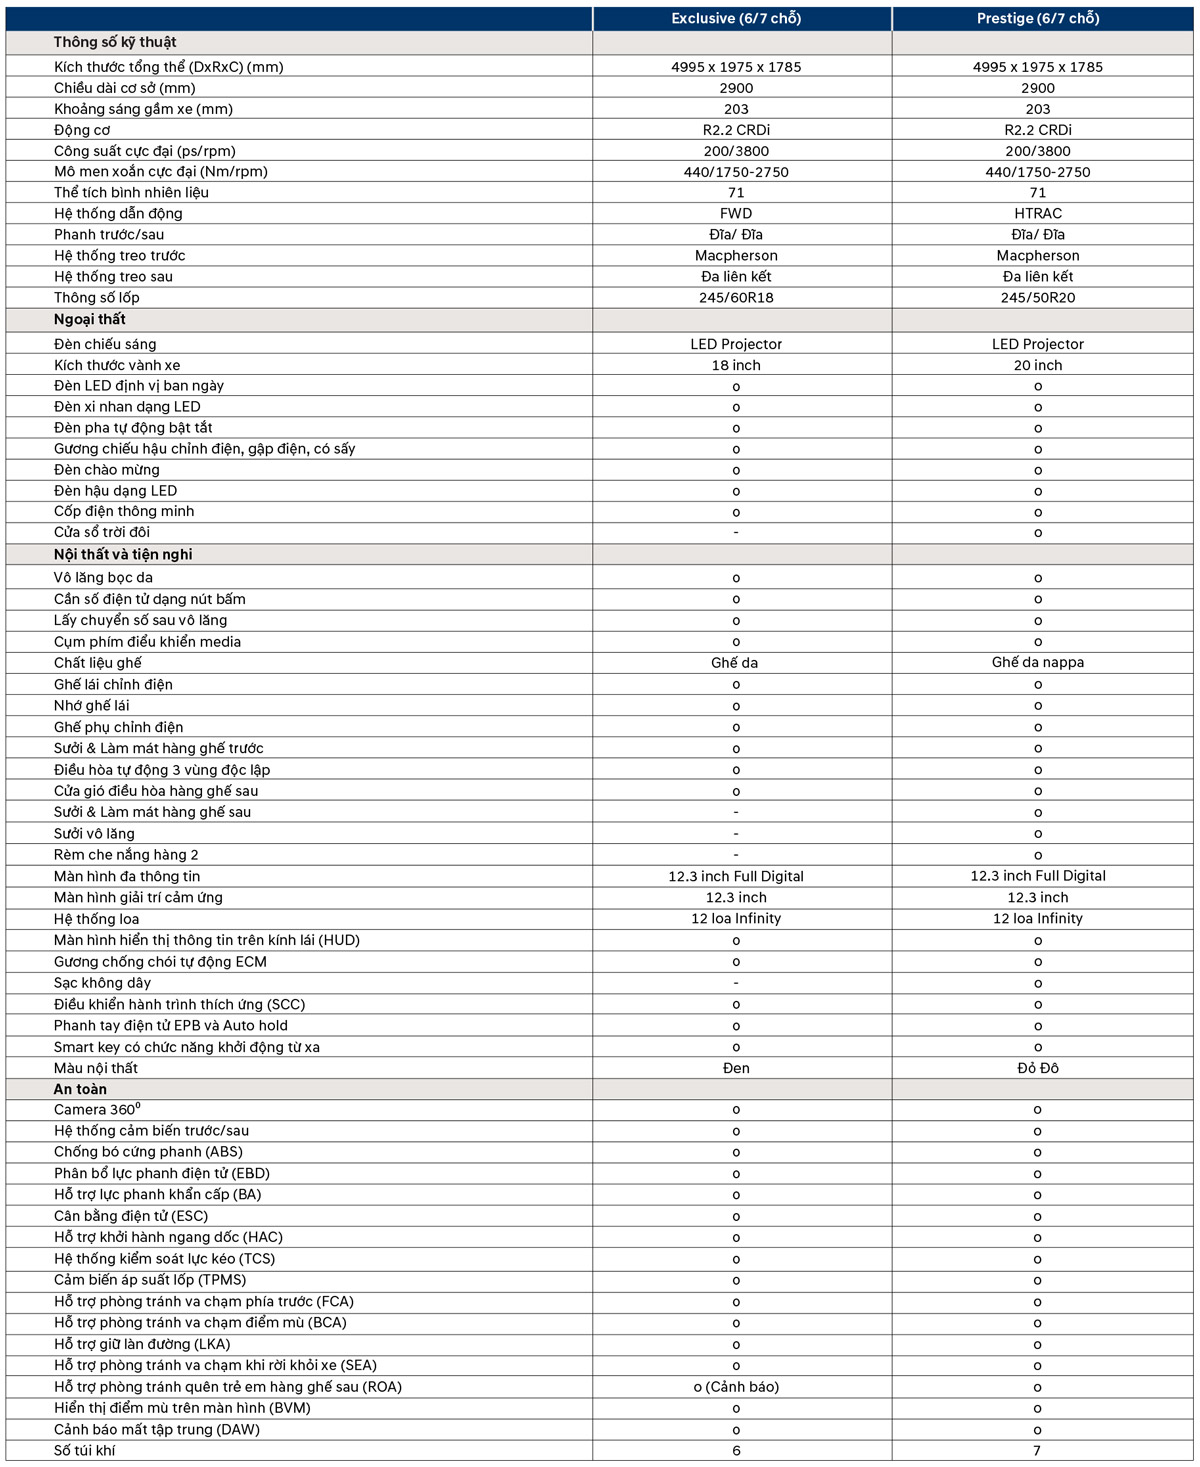 Exclusive (6/7 chỗ) Prestige (6/7 chỗ)
Thông số kỹ thuật
Kích thước tổng thể (DxRxC) (mm) 4995 x 1975 x 1785 4995 x 1975 x 1785
Chiều dài cơ sở (mm) 2900 2900
Khoảng sáng gầm xe (mm) 203 203
Động cơ R2.2 CRDi R2.2 CRDi
Công suất cực đại (ps/rpm) 200/3800 200/3800
Mô men xoắn cực đại (Nm/rpm) 440/1750-2750 440/1750-2750
Thể tích bình nhiên liệu 71 71
Hệ thống dẫn động FWD HTRAC
Phanh trước/sau Đĩa/ Đĩa Đĩa/ Đĩa
Hệ thống treo trước Macpherson Macpherson
Hệ thống treo sau Đa liên kết Đa liên kết
Thông số lốp 245/60R18 245/50R20
Ngoại thất
Đèn chiếu sáng LED Projector LED Projector
Kích thước vành xe 18 inch 20 inch
Đèn LED định vị ban ngày o o
Đèn xi nhan dạng LED o o
Đèn pha tự động bật tắt o o
Gương chiếu hậu chỉnh điện, gập điện, có sấy o o
Đèn chào mừng o o
Đèn hậu dạng LED o o
Cốp điện thông minh o o
Cửa sổ trời đôi - o
Nội thất và tiện nghi
Vô lăng bọc da o o
Cần số điện tử dạng nút bấm o o
Lẫy chuyển số sau vô lăng o o
Cụm phím điều khiển media o o
Chất liệu ghế Ghế da Ghế da nappa
Ghế lái chỉnh điện o o
Nhớ ghế lái o o
Ghế phụ chỉnh điện o o
Sưởi & Làm mát hàng ghế trước o o
Điều hòa tự động 3 vùng độc lập o o
Cửa gió điều hòa hàng ghế sau o o
Sưởi & Làm mát hàng ghế sau - o
Sưởi vô lăng - o
Rèm che nắng hàng 2 - o
Màn hình đa thông tin 12.3 inch Full Digital 12.3 inch Full Digital
Màn hình giải trí cảm ứng 12.3 inch 12.3 inch
Hệ thống loa 12 loa Infinity 12 loa Infinity
Màn hình hiển thị thông tin trên kính lái (HUD) o o
Gương chống chói tự động ECM o o
Sạc không dây - o
Điều khiển hành trình thích ứng (SCC) o o
Phanh tay điện tử EPB và Auto hold o o
Smart key có chức năng khởi động từ xa o o
Màu nội thất Đen Đỏ Đô
An toàn
Camera 360⁰ o o
Hệ thống cảm biến trước/sau o o
Chống bó cứng phanh (ABS) o o
Phân bổ lực phanh điện tử (EBD) o o
Hỗ trợ lực phanh khẩn cấp (BA) o o
Cân bằng điện tử (ESC) o o
Hỗ trợ khởi hành ngang dốc (HAC) o o
Hệ thống kiểm soát lực kéo (TCS) o o
Cảm biến áp suất lốp (TPMS) o o
Hỗ trợ phòng tránh va chạm phía trước (FCA) o o
Hỗ trợ phòng tránh va chạm điểm mù (BCA) o o
Hỗ trợ giữ làn đường (LKA) o o
Hỗ trợ phòng tránh va chạm khi rời khỏi xe (SEA) o o
Hỗ trợ phòng tránh quên trẻ em hàng ghế sau (ROA) o (Cảnh báo) o
Hiển thị điểm mù trên màn hình (BVM) o o
Cảnh báo mất tập trung (DAW) o o
Số túi khí 6 7